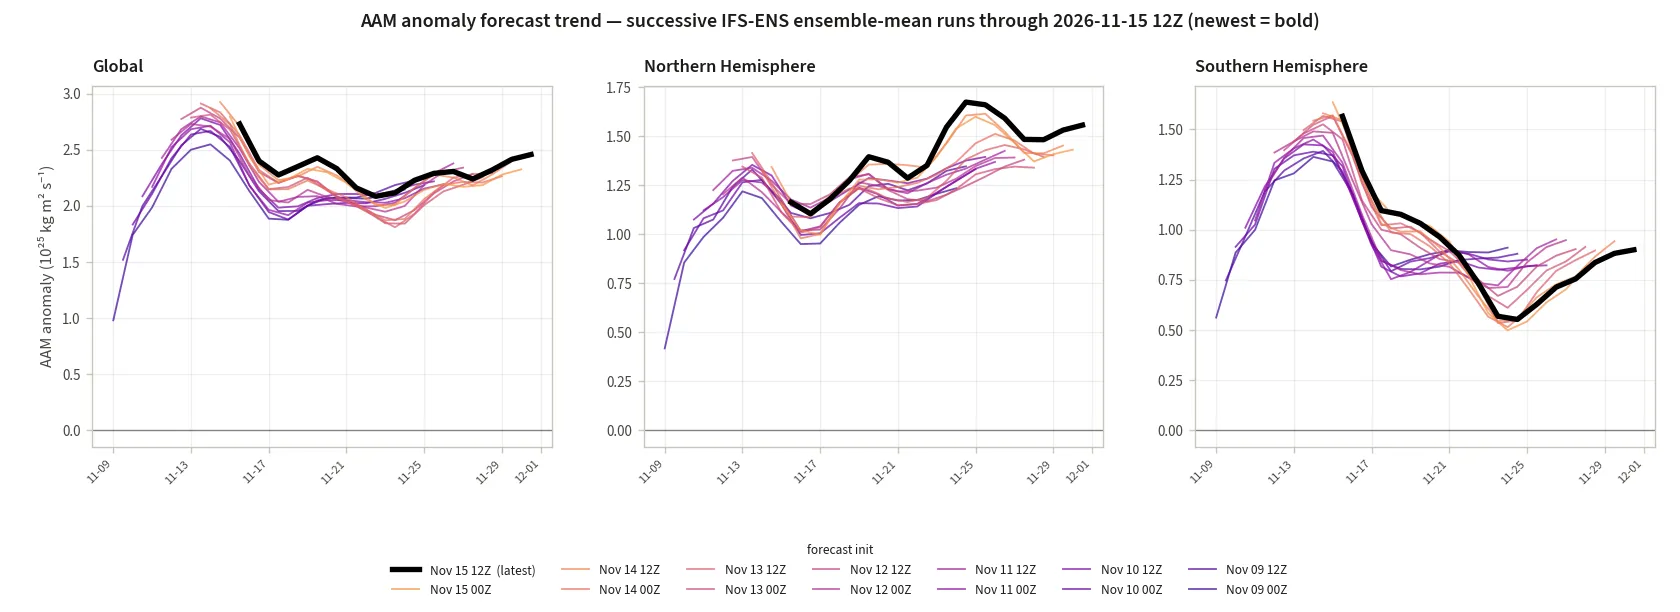 AAM anomaly forecast trend — successive IFS-ENS ensemble-mean runs through 2026-11-15 12Z (newest = bold)
Global
Northern Hemisphere
Southern Hemisphere
AAM anomaly (10²⁵ kg m² s⁻¹)
3.0
2.5
2.0
1.5
1.0
0.5
0.0
11-09
11-13
11-17
11-21
11-25
11-29
12-01
1.75
1.50
1.25
1.00
0.75
0.50
0.25
0.00
11-09
11-13
11-17
11-21
11-25
11-29
12-01
1.50
1.25
1.00
0.75
0.50
0.25
0.00
11-09
11-13
11-17
11-21
11-25
11-29
12-01
forecast init
Nov 15 12Z (latest)
Nov 14 12Z
Nov 13 12Z
Nov 12 12Z
Nov 11 12Z
Nov 10 12Z
Nov 09 12Z
Nov 15 00Z
Nov 14 00Z
Nov 13 00Z
Nov 12 00Z
Nov 11 00Z
Nov 10 00Z
Nov 09 00Z